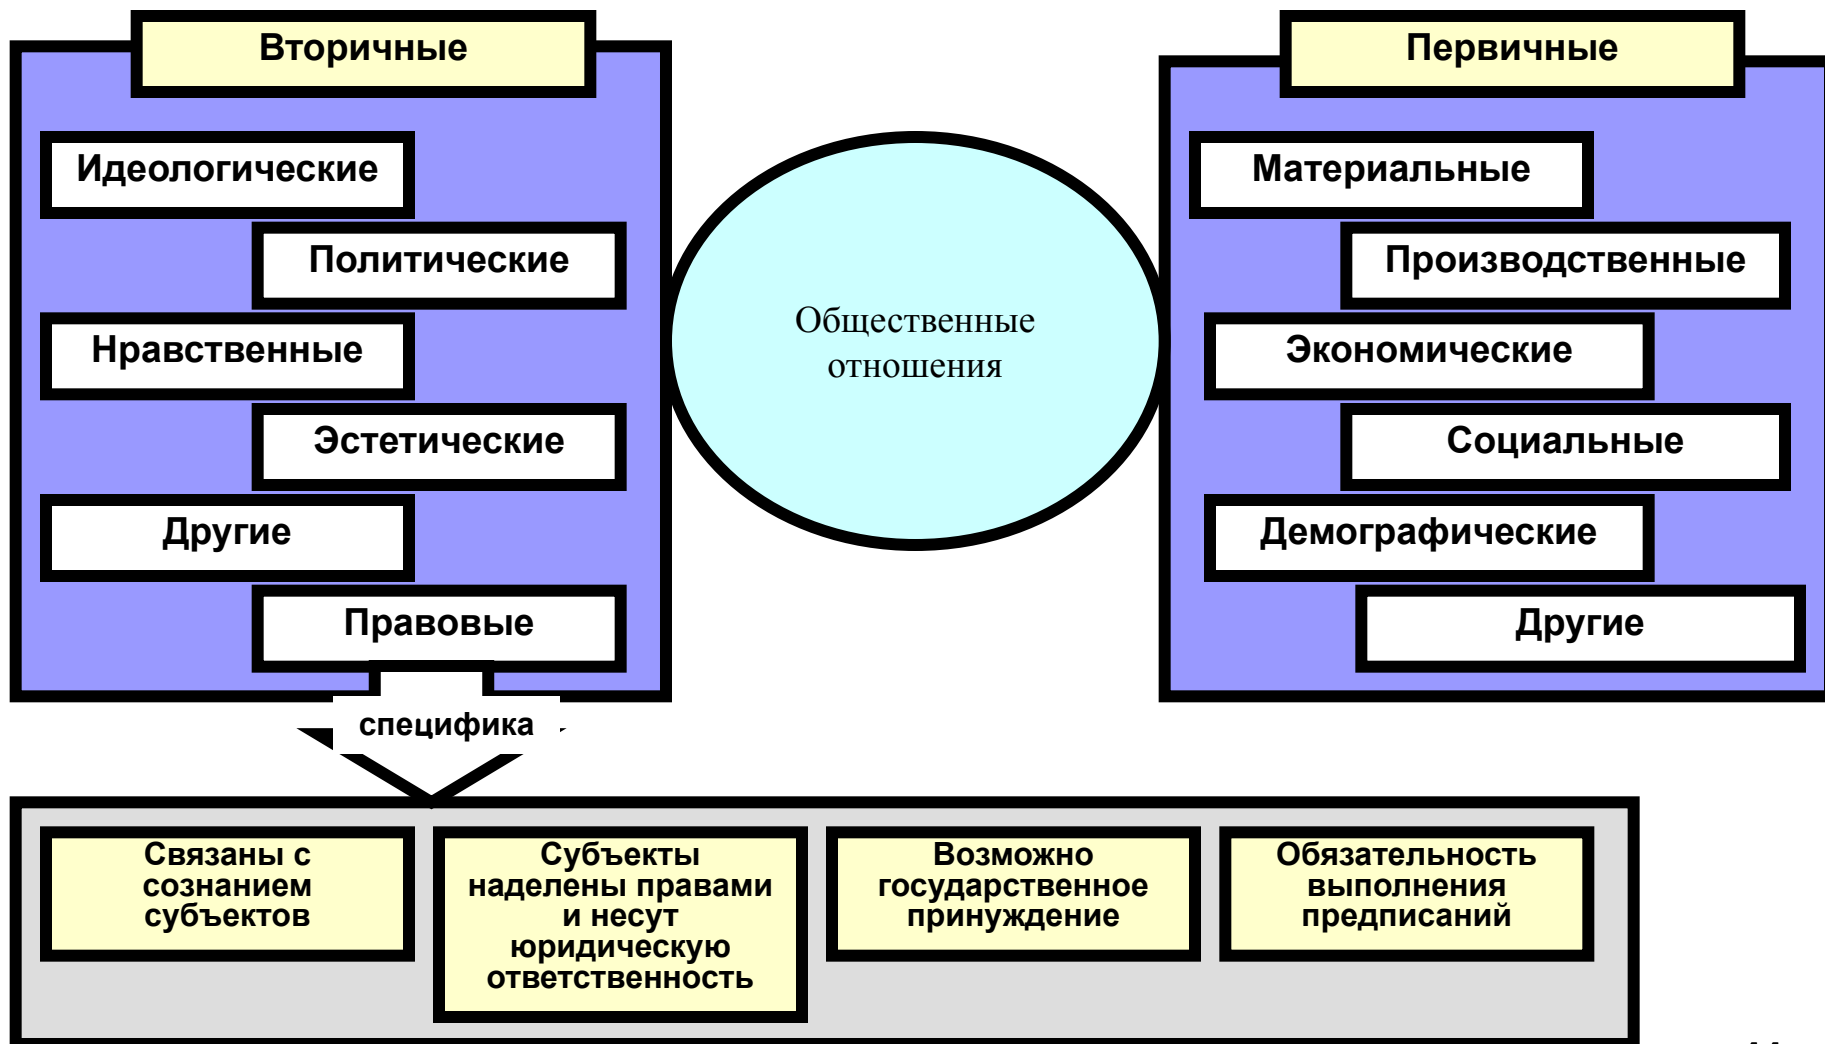 Вторичные
Идеологические
Политические
Нравственные
Эстетические
Другие
Правовые
Общественные
отношения
Первичные
Материальные
Производственные
Экономические
Социальные
Демографические
Другие
специфика
Связаны с
сознанием
субъектов
Субъекты
наделены правами
и несут
юридическую
ответственность
Возможно
государственное
принуждение
Обязательность
выполнения
предписаний